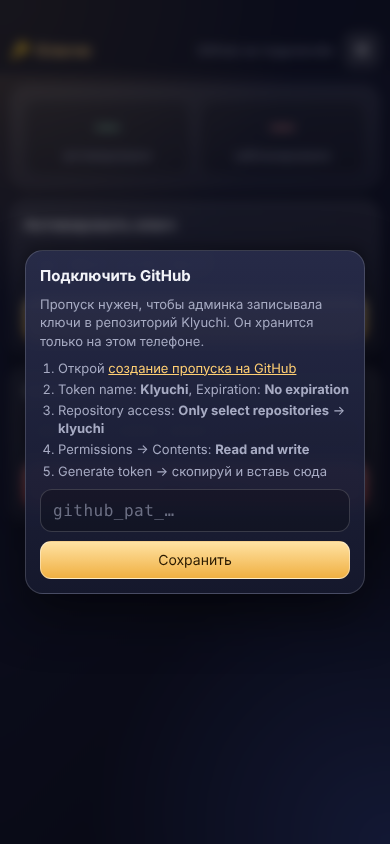 Подключить GitHub
Пропуск нужен, чтобы админка записывала
ключи в репозиторий Klyuchi. Он хранится
только на этом телефоне.
1. Открой создание пропуска на GitHub
2. Token name: Klyuchi, Expiration: No expiration
3. Repository access: Only select repositories →
klyuchi
4. Permissions → Contents: Read and write
5. Generate token → скопируй и вставь сюда
github_pat_…
Сохранить